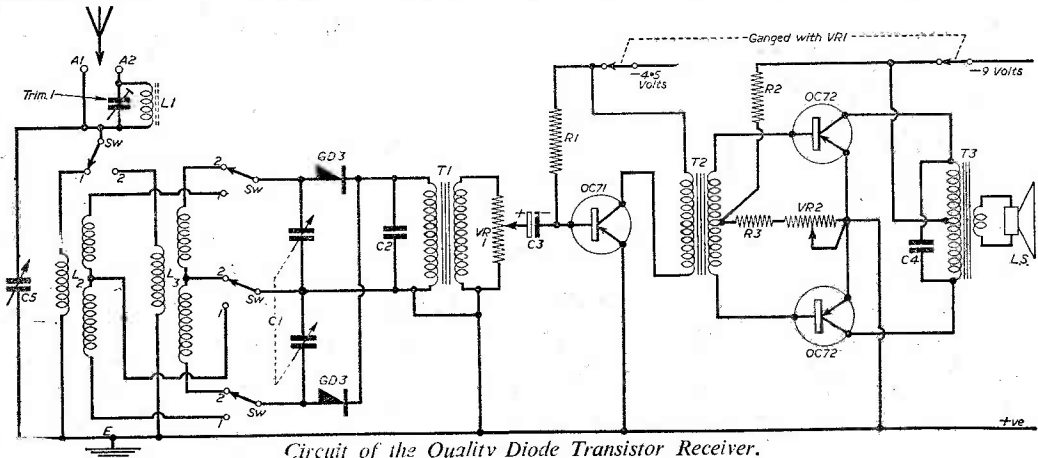 A1 A2
Trim.1
L1
Sw
1 2
L2
L3
C5
E
2 Sw
1
2 Sw
1
2 Sw
1
GD3
C1
GD3
C2
T1
VR1
+ −
C3
R1
OC71
Ganged with VR1
−4•5 Volts
−9 Volts
R2
T2
OC72
R3
VR2
OC72
T3
C4
L.S.
+ve
Circuit of the Quality Diode Transistor Receiver.